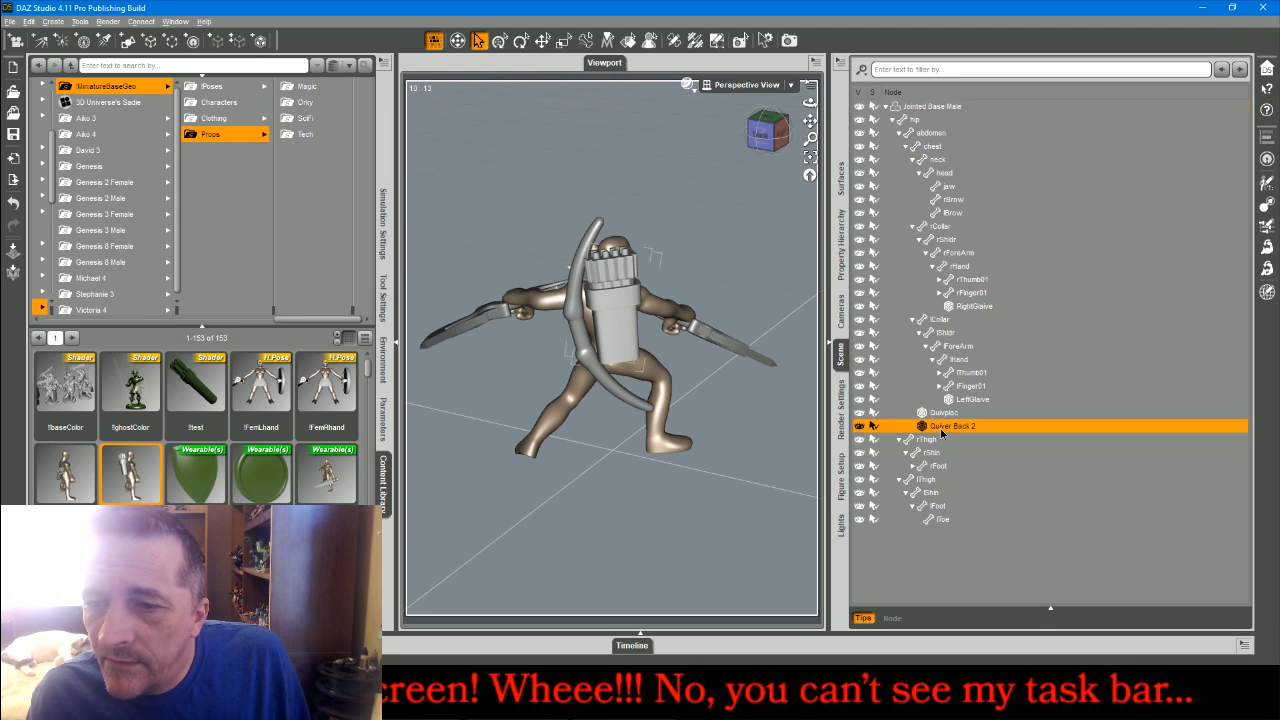 DAZ Studio 4.11 Pro Publishing Build
File Edit Create Tools Render Connect Window Help
Enter text to search by...
Viewport
Enter text to filter by...
!MiniatureBaseGeo
3D Universe's Sadie
Aiko 3
Aiko 4
David 3
Genesis
Genesis 2 Female
Genesis 2 Male
Genesis 3 Female
Genesis 3 Male
Genesis 8 Female
Genesis 8 Male
Michael 4
Stephanie 3
Victoria 4
!Poses
Characters
Clothing
Props
Magic
Orky
SciFi
Tech
1
1-153 of 153
Shader
Shader
Shader
H.Pose
H.Pose
!baseColor
!ghostColor
!test
!FemLhand
!FemRhand
Wearable(s)
Wearable(s)
Wearable(s)
Simulation Settings
Tool Settings
Environment
Parameters
Content Library
10 : 13
Perspective View
Surfaces
Property Hierarchy
Cameras
Scene
Render Settings
Figure Setup
Lights
V S Node
Jointed Base Male
hip
abdomen
chest
neck
head
jaw
rBrow
lBrow
rCollar
rShldr
rForeArm
rHand
rThumb01
rFinger01
RightGlaive
lCollar
lShldr
lForeArm
lHand
lThumb01
lFinger01
LeftGlaive
Quivplac
Quiver Back 2
rThigh
rShin
rFoot
lThigh
lShin
lFoot
lToe
Tips
Node
Timeline
creen! Wheee!!! No, you can't see my task bar...